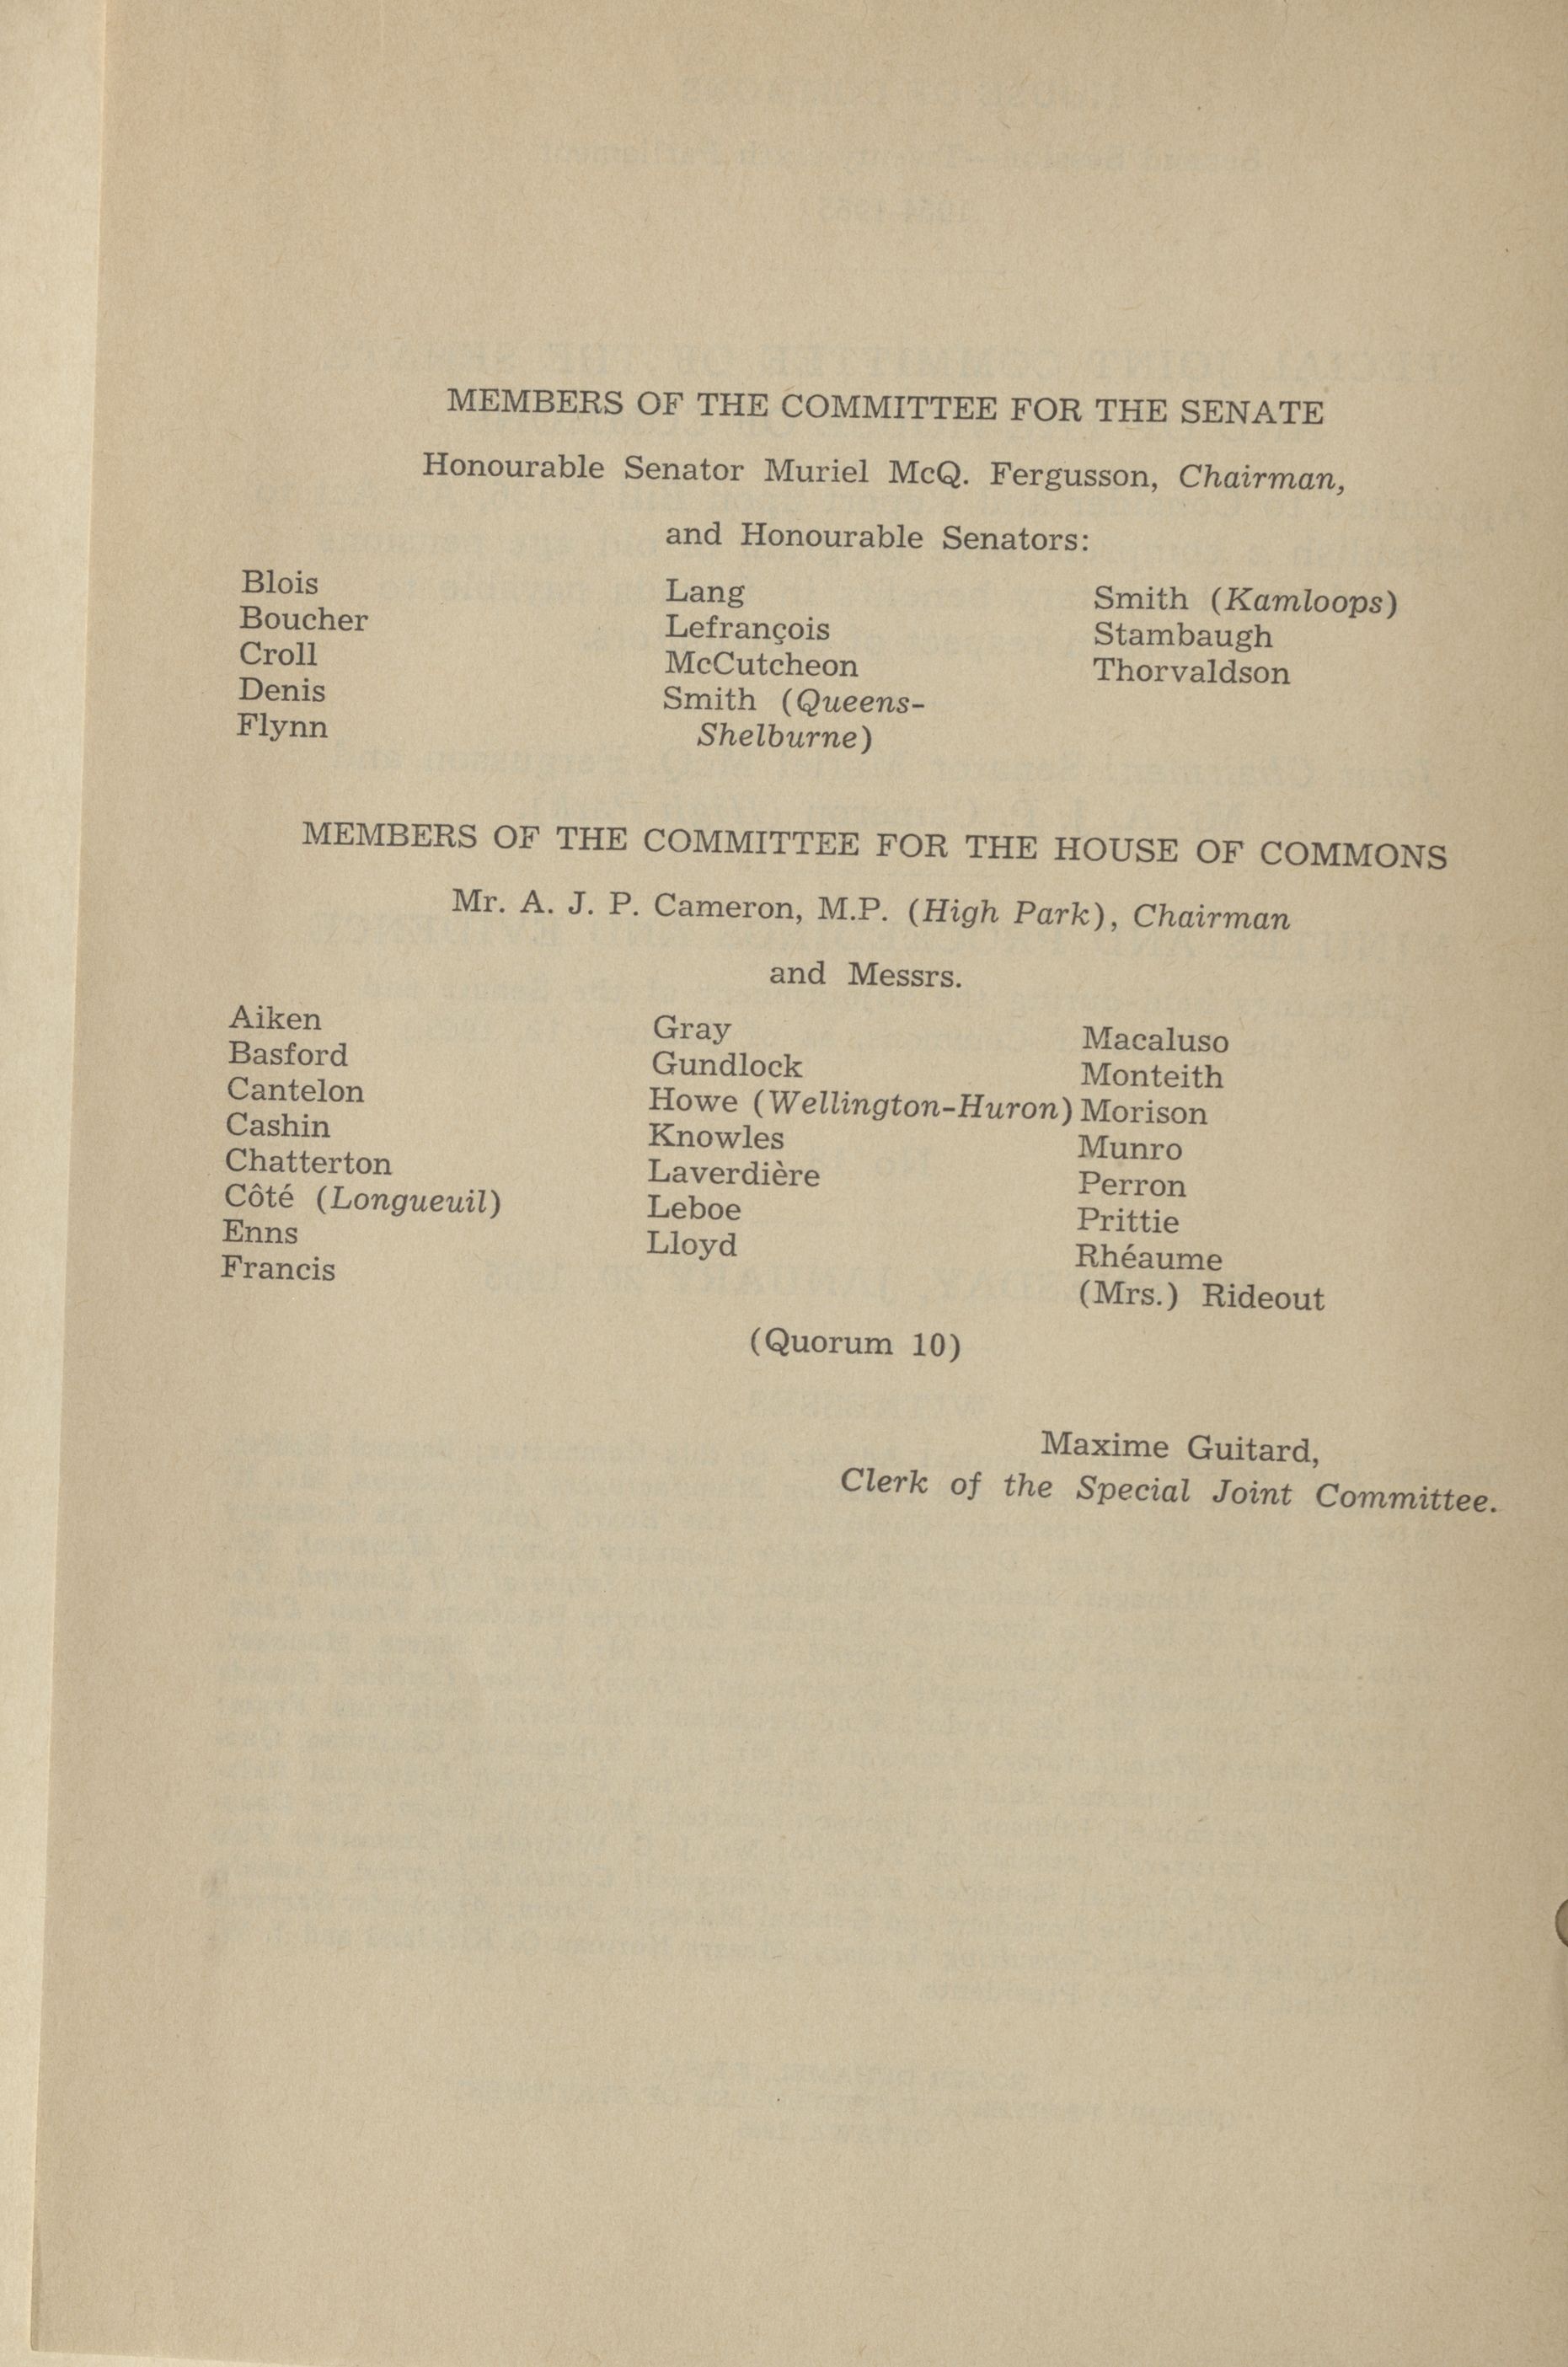 MEMBERS OF THE COMMITTEE FOR THE SENATE
Honourable Senator Muriel McQ. Fergusson, Chairman,
and Honourable Senators:
Blois
Boucher
Croll
Denis
Flynn
Lang
Lefrançois
McCutcheon
Smith (Queens-
Shelburne)
Smith (Kamloops)
Stambaugh
Thorvaldson
MEMBERS OF THE COMMITTEE FOR THE HOUSE OF COMMONS
Mr. A. J. P. Cameron, M.P. (High Park), Chairman
and Messrs.
Aiken
Basford
Cantelon
Cashin
Chatterton
Côté (Longueuil)
Enns
Francis
Gray
Gundlock
Howe (Wellington-Huron)
Knowles
Laverdière
Leboe
Lloyd
Macaluso
Monteith
Morison
Munro
Perron
Prittie
Rhéaume
(Mrs.) Rideout
(Quorum 10)
Maxime Guitard,
Clerk of the Special Joint Committee.